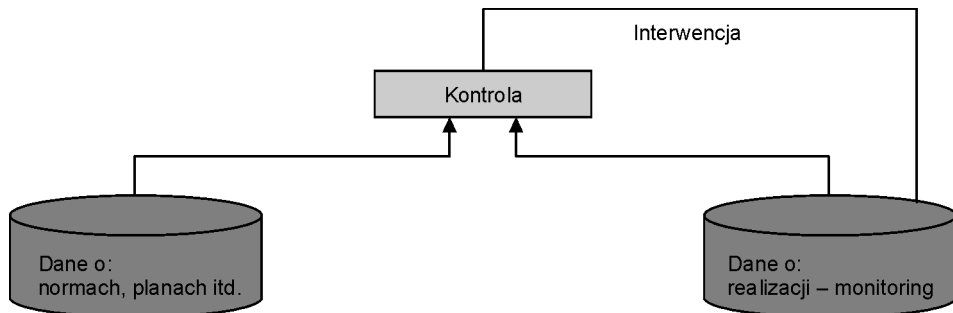 Interwencja
Kontrola
Dane o:
normach, planach itd.
Dane o:
realizacji – monitoring